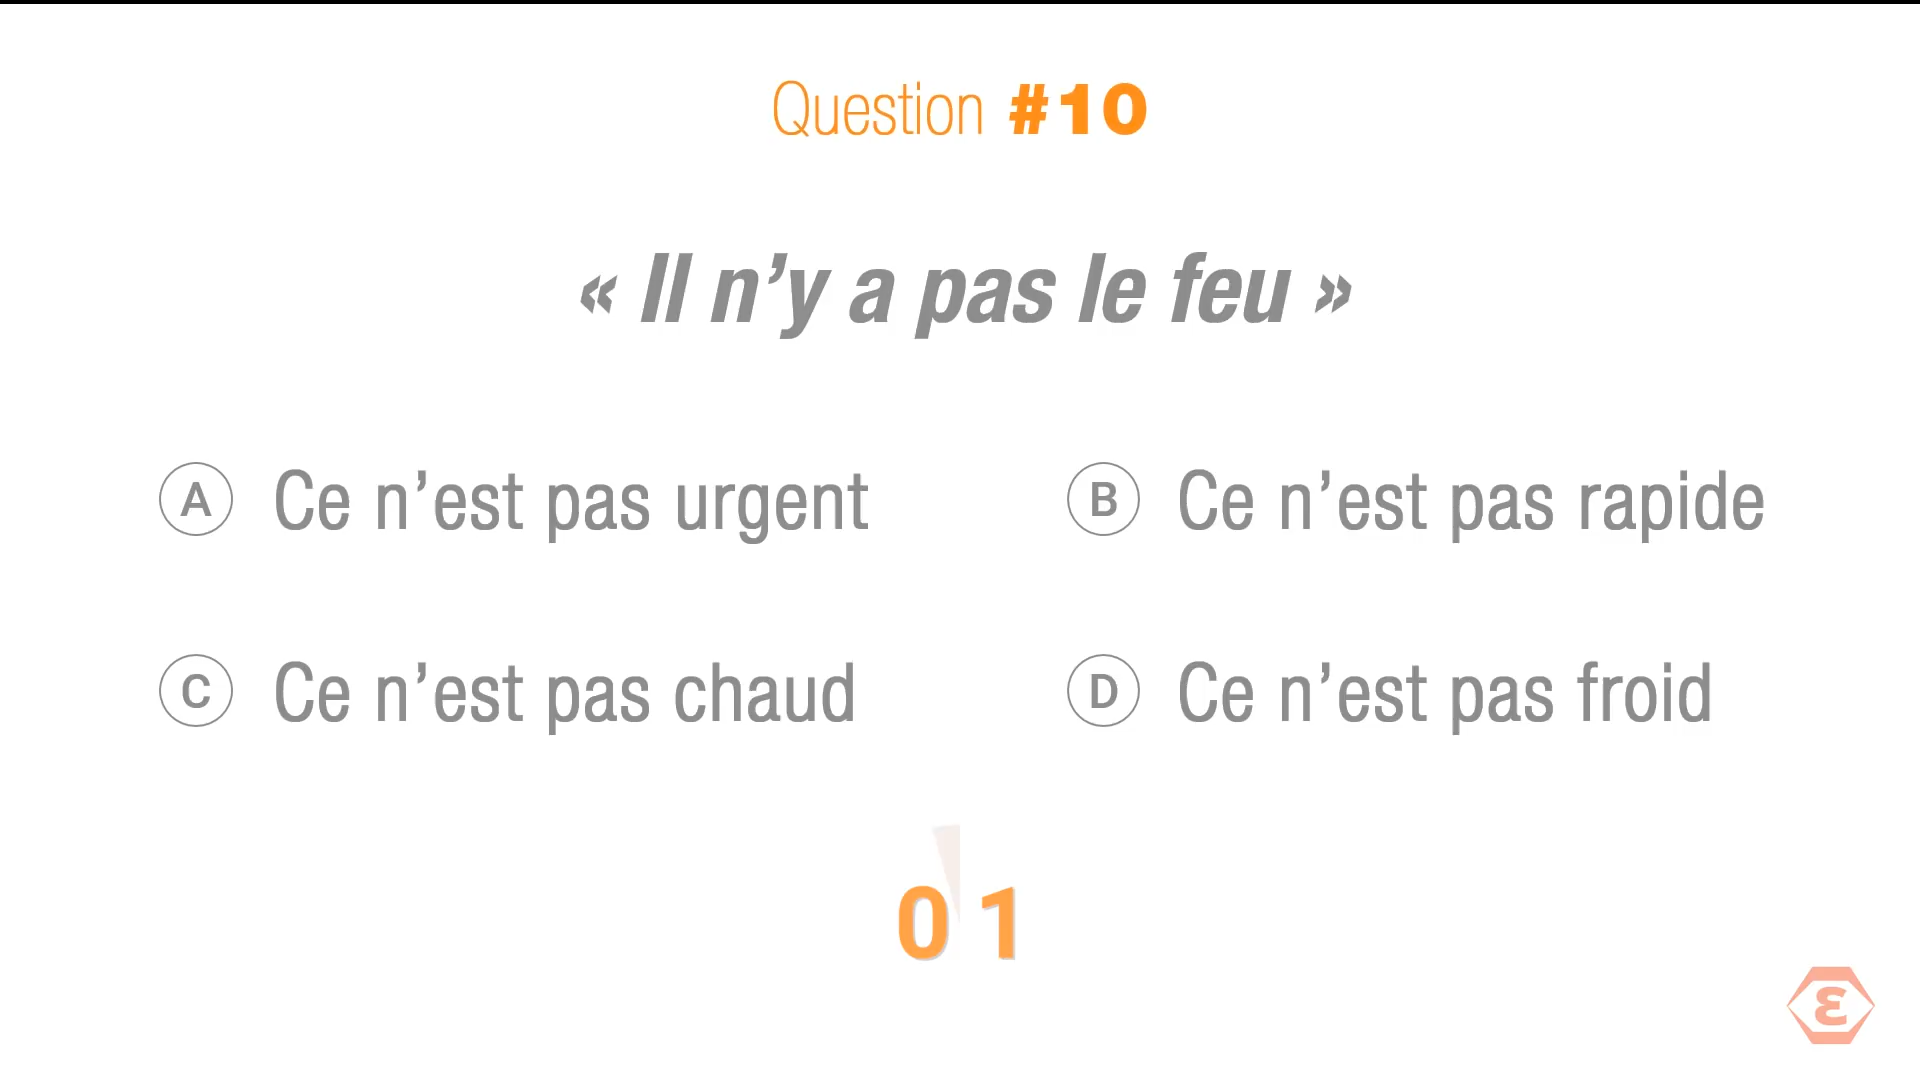 Question #10
« Il n’y a pas le feu »
A Ce n’est pas urgent
B Ce n’est pas rapide
C Ce n’est pas chaud
D Ce n’est pas froid
01
ε